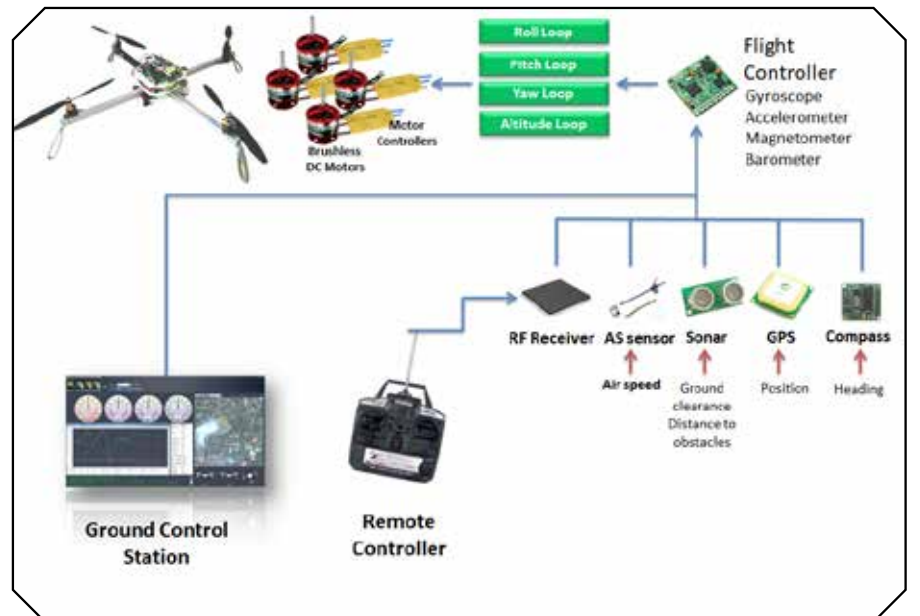 Roll Loop
Pitch Loop
Yaw Loop
Altitude Loop
Flight
Controller
Gyroscope
Accelerometer
Magnetometer
Barometer
Motor
Controllers
Brushless
DC Motors
RF Receiver
AS sensor
Sonar
GPS
Compass
Air speed
Ground
clearance
Distance to
obstacles
Position
Heading
Ground Control
Station
Remote
Controller